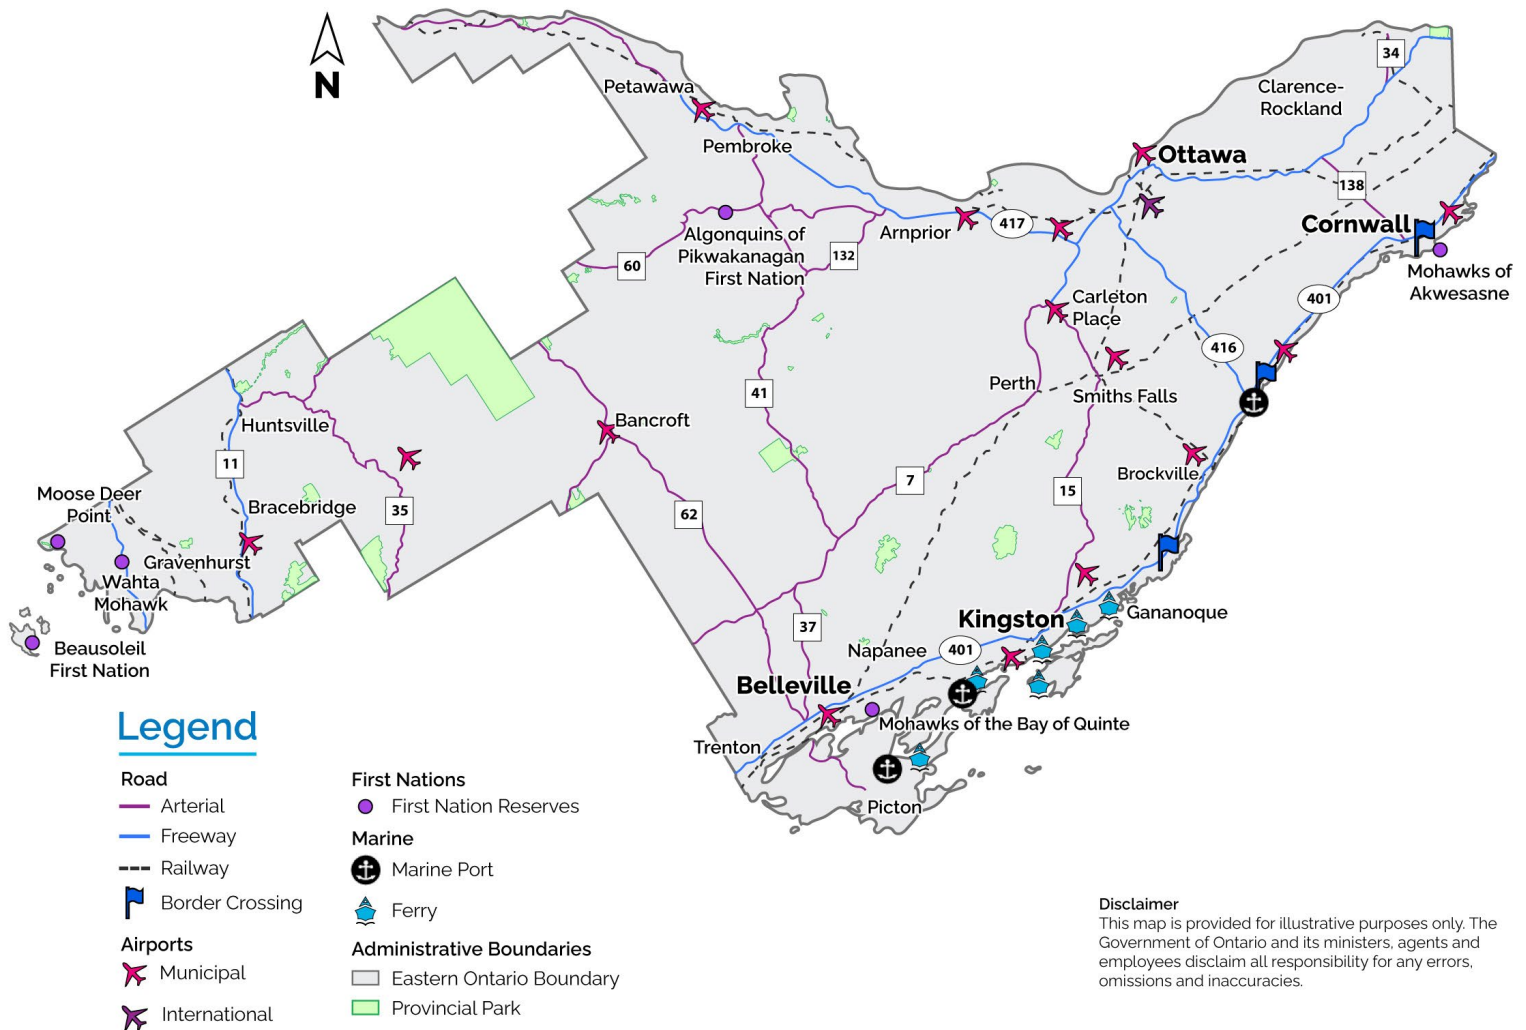 N
34
Petawawa
Clarence-
Rockland
Pembroke
Ottawa
138
Algonquins of
Pikwakanagan
First Nation
Arnprior
417
Cornwall
60
132
Mohawks of
Akwesasne
Carleton
Place
401
416
Perth
Smiths Falls
41
Bancroft
Huntsville
11
Brockville
7
15
Moose Deer
Point
Bracebridge
35
62
Gravenhurst
Wahta
Mohawk
Kingston
Gananoque
37
Beausoleil
First Nation
Napanee
401
Belleville
Mohawks of the Bay of Quinte
Trenton
Picton
Legend
Road
Arterial
Freeway
Railway
Border Crossing
Airports
Municipal
International
First Nations
First Nation Reserves
Marine
Marine Port
Ferry
Administrative Boundaries
Eastern Ontario Boundary
Provincial Park
Disclaimer
This map is provided for illustrative purposes only. The
Government of Ontario and its ministers, agents and
employees disclaim all responsibility for any errors,
omissions and inaccuracies.